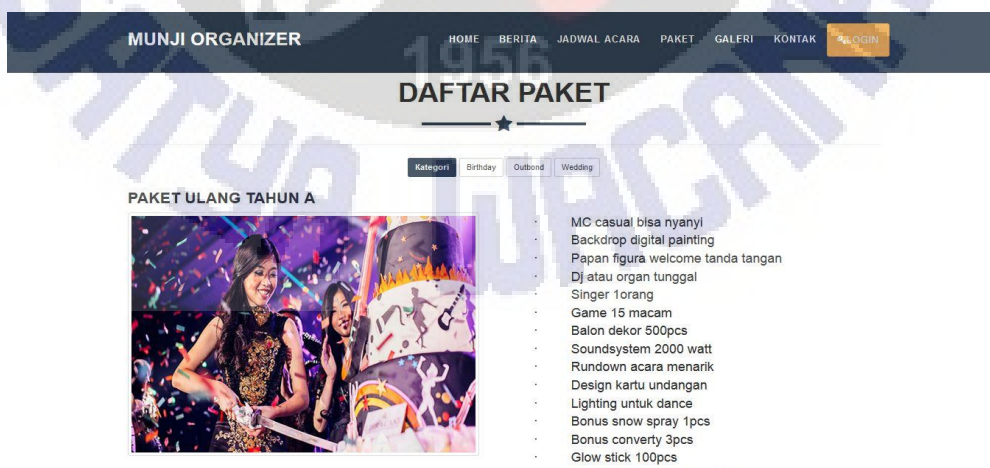 MUNJI ORGANIZER
HOME BERITA JADWAL ACARA PAKET GALERI KONTAK LOGIN
1956
DAFTAR PAKET
SATYA WACANA
Kategori Birthday Outbond Wedding
PAKET ULANG TAHUN A
· MC casual bisa nyanyi
· Backdrop digital painting
· Papan figura welcome tanda tangan
· Dj atau organ tunggal
· Singer 1orang
· Game 15 macam
· Balon dekor 500pcs
· Soundsystem 2000 watt
· Rundown acara menarik
· Design kartu undangan
· Lighting untuk dance
· Bonus snow spray 1pcs
· Bonus converty 3pcs
· Glow stick 100pcs